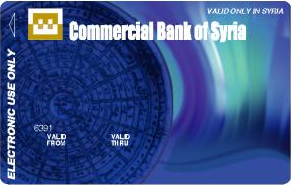 VALID ONLY IN SYRIA
Commercial Bank of Syria
ELECTRONIC USE ONLY
6391
VALID VALID
FROM THRU